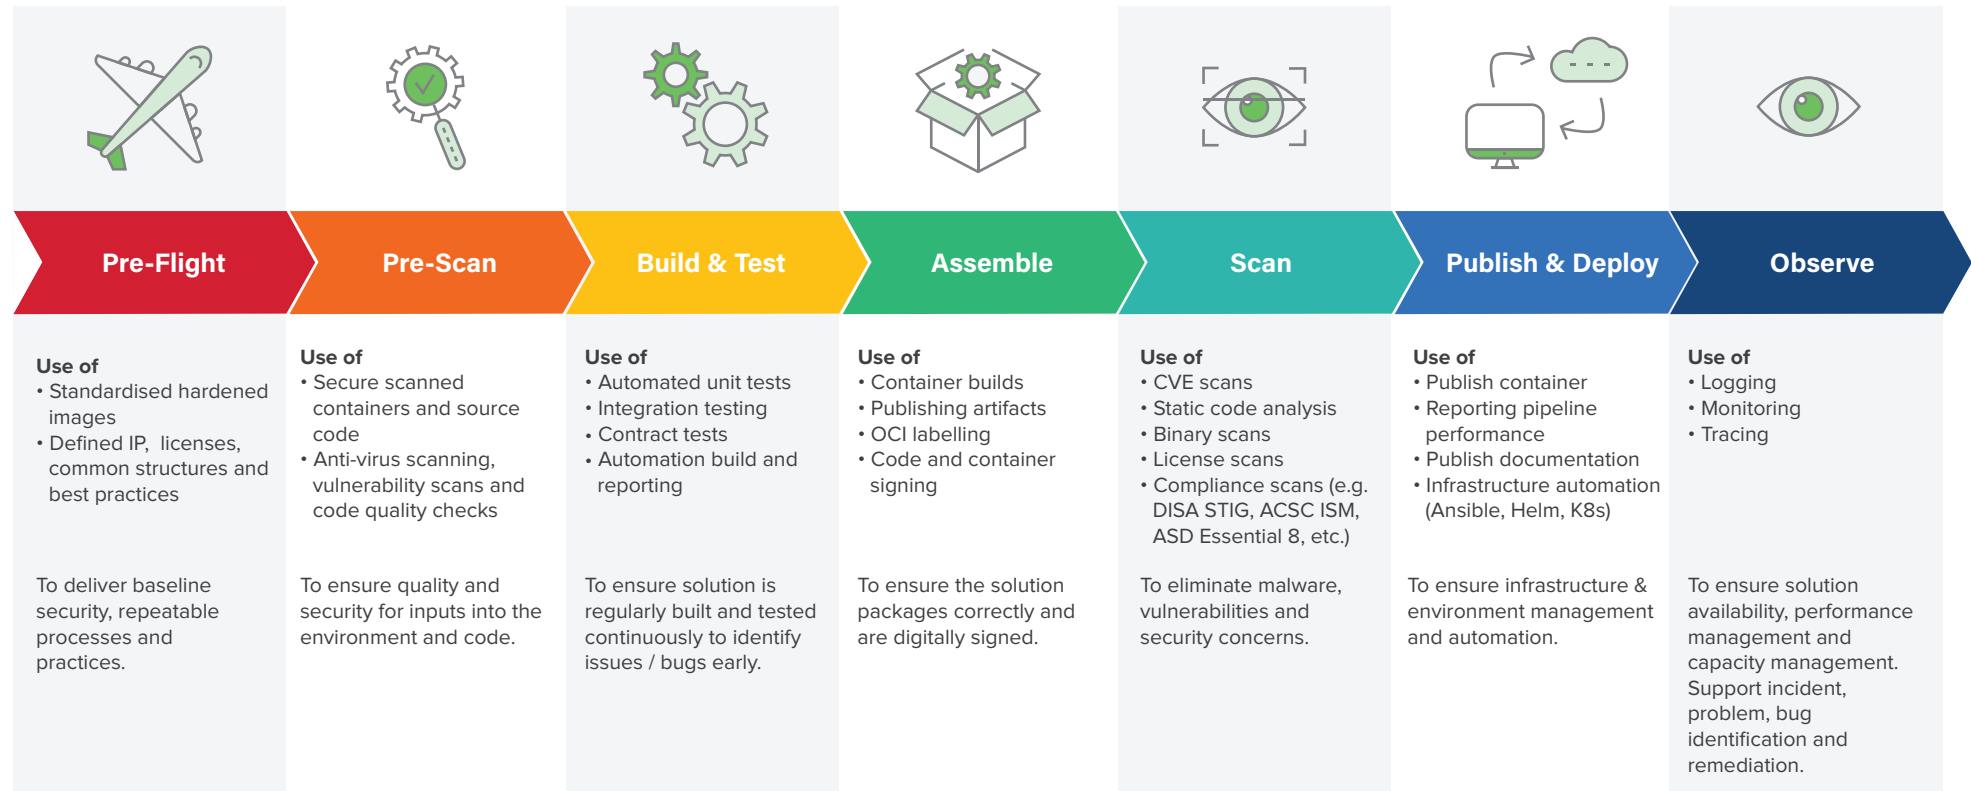 Pre-Flight
Pre-Scan
Build & Test
Assemble
Scan
Publish & Deploy
Observe
Use of
• Standardised hardened
images
• Defined IP,  licenses,
common structures and
best practices
To deliver baseline
security, repeatable
processes and
practices.
Use of
• Secure scanned
containers and source
code
• Anti-virus scanning,
vulnerability scans and
code quality checks
To ensure quality and
security for inputs into the
environment and code.
Use of
• Automated unit tests
• Integration testing
• Contract tests
• Automation build and
reporting
To ensure solution is
regularly built and tested
continuously to identify
issues / bugs early.
Use of
• Container builds
• Publishing artifacts
• OCI labelling
• Code and container
signing
To ensure the solution
packages correctly and
are digitally signed.
Use of
• CVE scans
• Static code analysis
• Binary scans
• License scans
• Compliance scans (e.g.
DISA STIG, ACSC ISM,
ASD Essential 8, etc.)
To eliminate malware,
vulnerabilities and
security concerns.
Use of
• Publish container
• Reporting pipeline
performance
• Publish documentation
• Infrastructure automation
(Ansible, Helm, K8s)
To ensure infrastructure &
environment management
and automation.
Use of
• Logging
• Monitoring
• Tracing
To ensure solution
availability, performance
management and
capacity management.
Support incident,
problem, bug
identification and
remediation.